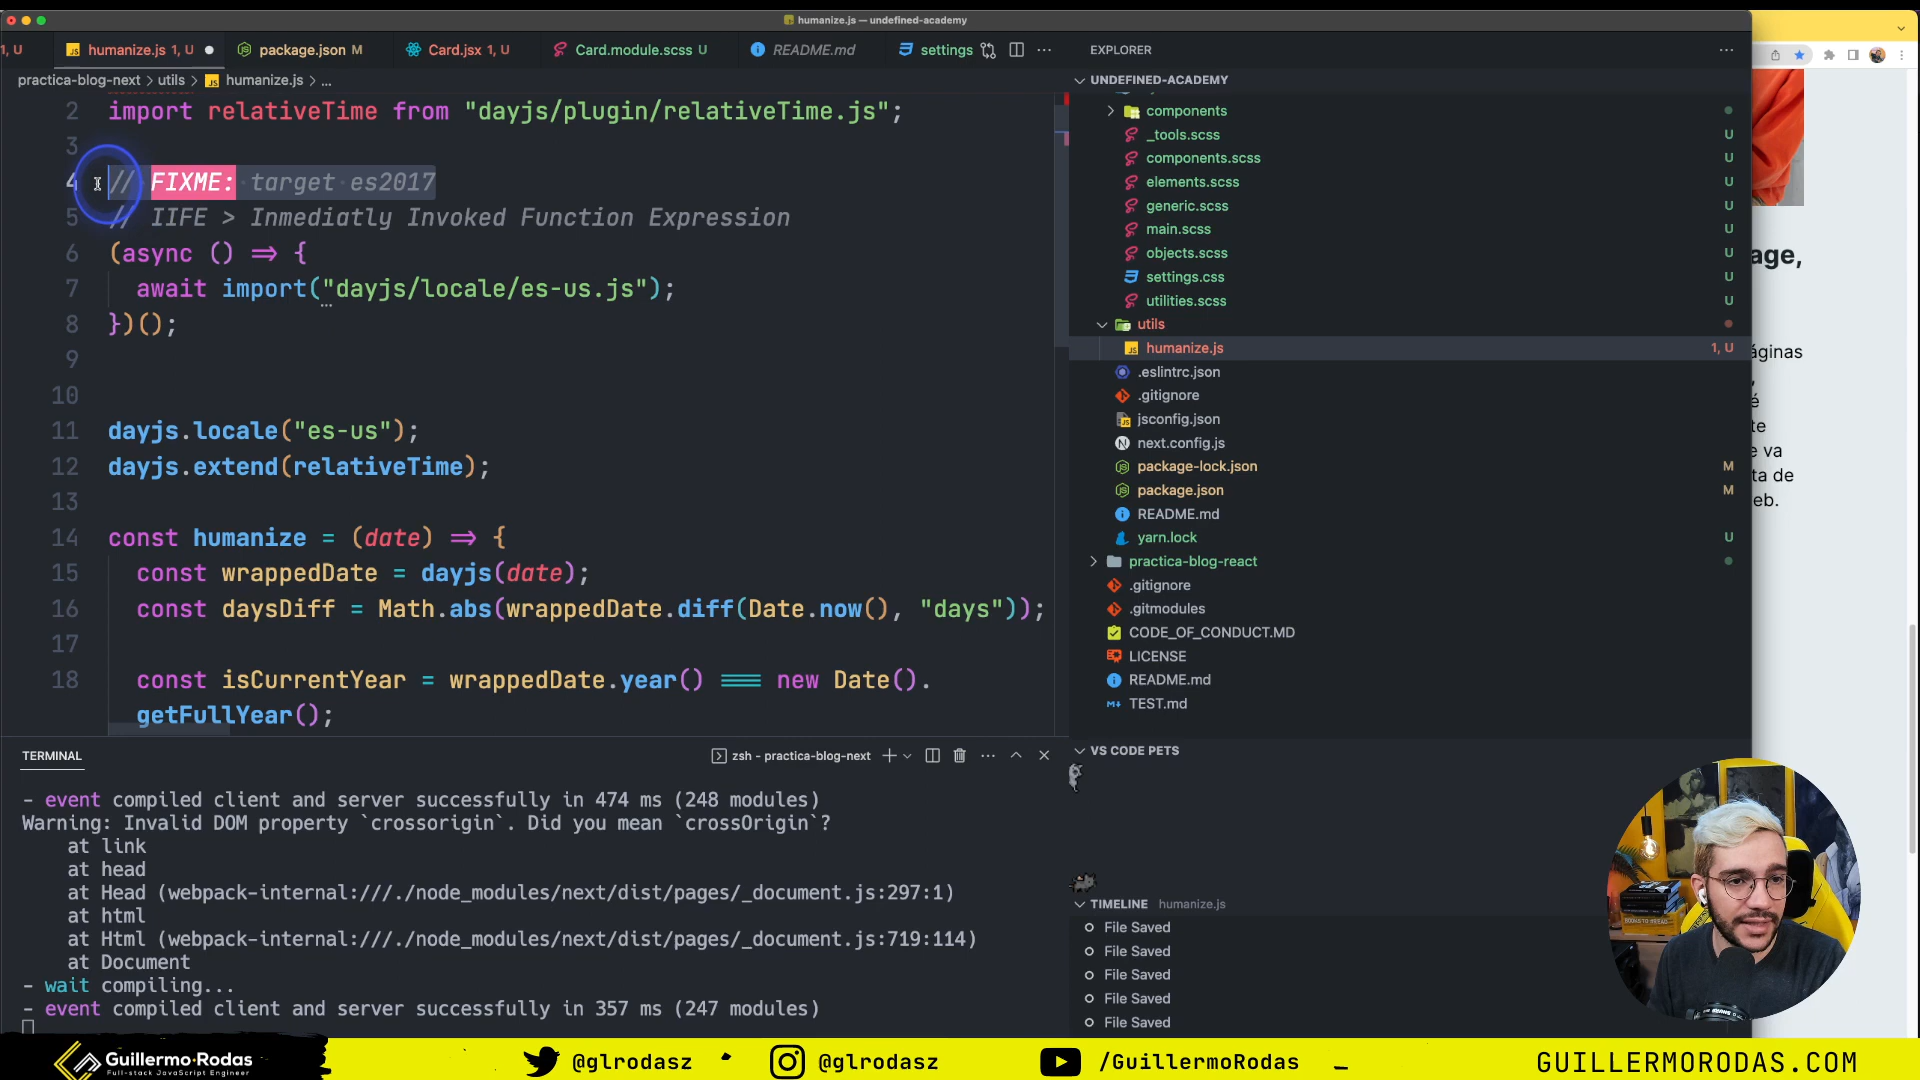 humanize.js — undefined-academy
1, U
humanize.js 1, U
package.json M
Card.jsx 1, U
Card.module.scss U
README.md
settings
EXPLORER
practica-blog-next > utils > humanize.js > ...
UNDEFINED-ACADEMY
2 import relativeTime from "dayjs/plugin/relativeTime.js";
3
4 // FIXME: target es2017
5 // IIFE > Inmediatly Invoked Function Expression
6 (async () => {
7 await import("dayjs/locale/es-us.js");
8 })();
9
10
11 dayjs.locale("es-us");
12 dayjs.extend(relativeTime);
13
14 const humanize = (date) => {
15 const wrappedDate = dayjs(date);
16 const daysDiff = Math.abs(wrappedDate.diff(Date.now(), "days"));
17
18 const isCurrentYear = wrappedDate.year() === new Date().
getFullYear();
components
_tools.scss U
components.scss U
elements.scss U
generic.scss U
main.scss U
objects.scss U
settings.css U
utilities.scss U
utils
humanize.js 1, U
.eslintrc.json
.gitignore
jsconfig.json
next.config.js
package-lock.json M
package.json M
README.md
yarn.lock U
practica-blog-react
.gitignore
.gitmodules
CODE_OF_CONDUCT.MD
LICENSE
README.md
TEST.md
age,
áginas
,
é
te
e va
ta de
eb.
TERMINAL
zsh - practica-blog-next
- event compiled client and server successfully in 474 ms (248 modules)
Warning: Invalid DOM property `crossorigin`. Did you mean `crossOrigin`?
at link
at head
at Head (webpack-internal:///./node_modules/next/dist/pages/_document.js:297:1)
at html
at Html (webpack-internal:///./node_modules/next/dist/pages/_document.js:719:114)
at Document
- wait compiling...
- event compiled client and server successfully in 357 ms (247 modules)
VS CODE PETS
TIMELINE humanize.js
File Saved
File Saved
File Saved
File Saved
File Saved
Guillermo·Rodas
Full-stack JavaScript Engineer
@glrodasz
@glrodasz
/GuillermoRodas
GUILLERMORODAS.COM